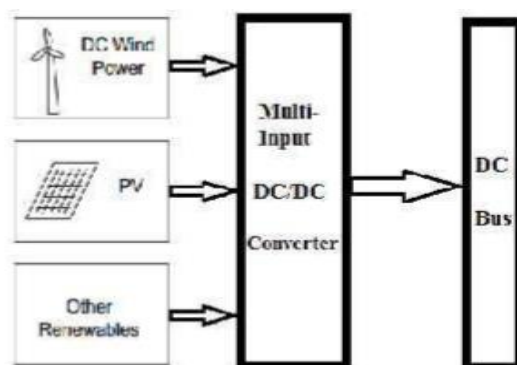 DC Wind
Power
PV
Other
Renewables
Multi-
Input
DC/DC
Converter
DC
Bus